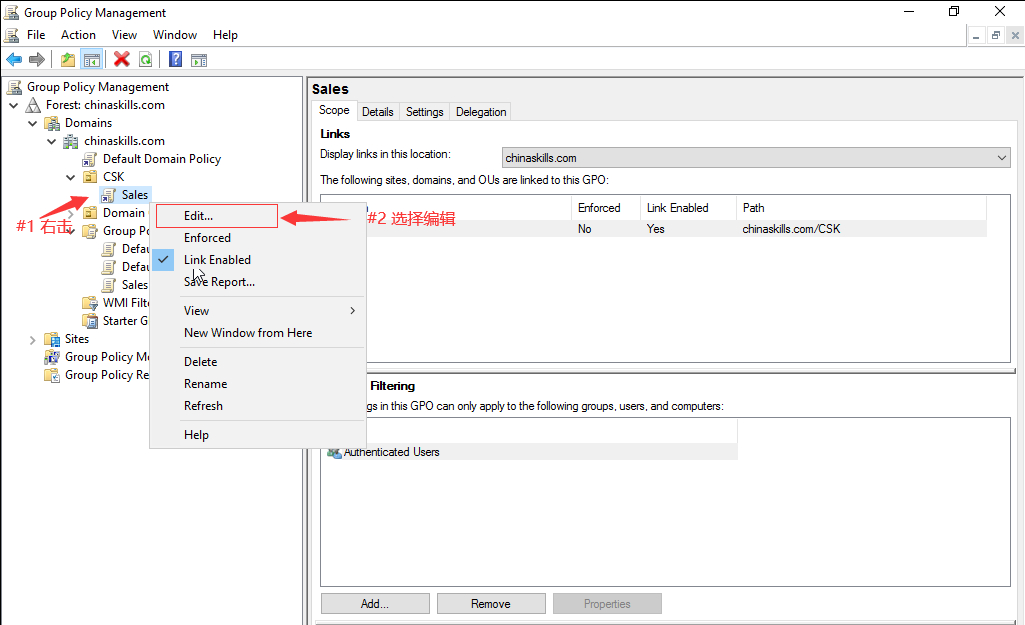 Group Policy Management
File Action View Window Help
Group Policy Management
Forest: chinaskills.com
Domains
chinaskills.com
Default Domain Policy
CSK
Sales
Domain
Group Po
Defau
Defau
Sales
WMI Filte
Starter G
Sites
Group Policy Mo
Group Policy Re
#1 右击
Edit...
Enforced
Link Enabled
Save Report...
View
New Window from Here
Delete
Rename
Refresh
Help
#2 选择编辑
Sales
Scope Details Settings Delegation
Links
Display links in this location: chinaskills.com
The following sites, domains, and OUs are linked to this GPO:
Enforced Link Enabled Path
No Yes chinaskills.com/CSK
Filtering
gs in this GPO can only apply to the following groups, users, and computers:
Authenticated Users
Add... Remove Properties